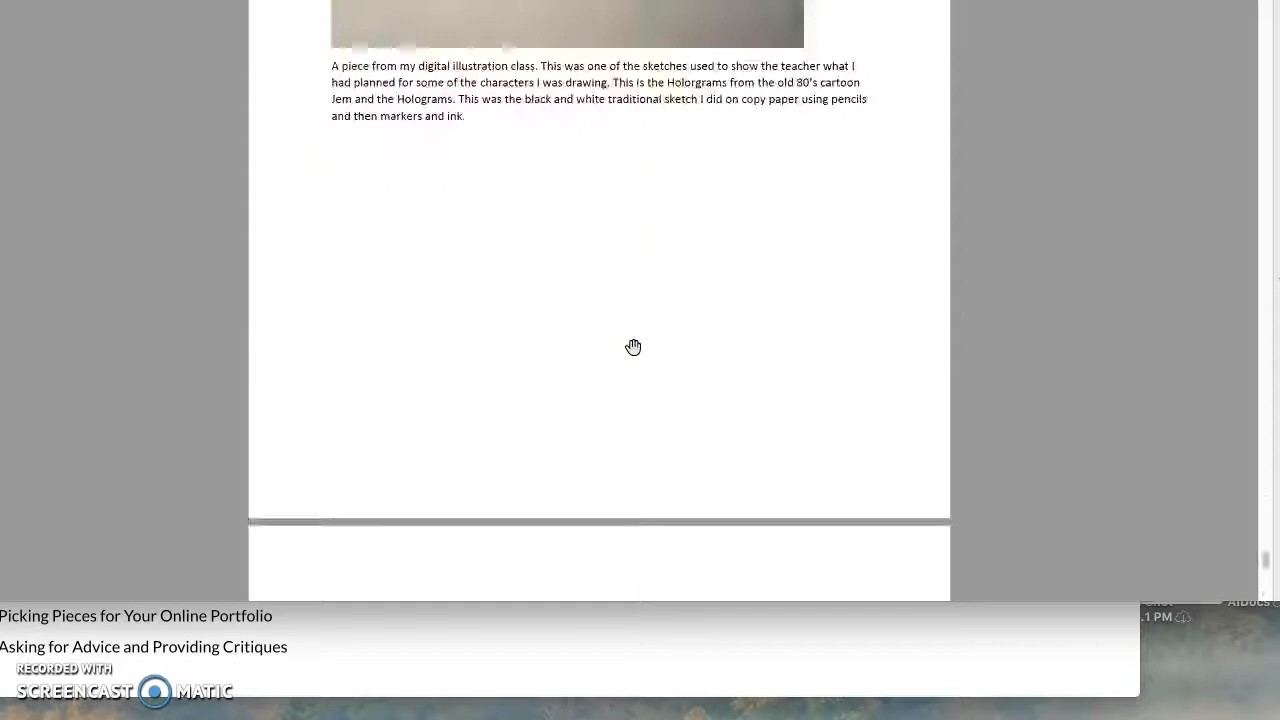 A piece from my digital illustration class. This was one of the sketches used to show the teacher what I
had planned for some of the characters I was drawing. This is the Holorgrams from the old 80's cartoon
Jem and the Holograms. This was the black and white traditional sketch I did on copy paper using pencils
and then markers and ink.
AIDocs
.1 PM
Picking Pieces for Your Online Portfolio
Asking for Advice and Providing Critiques
RECORDED WITH
SCREENCAST MATIC